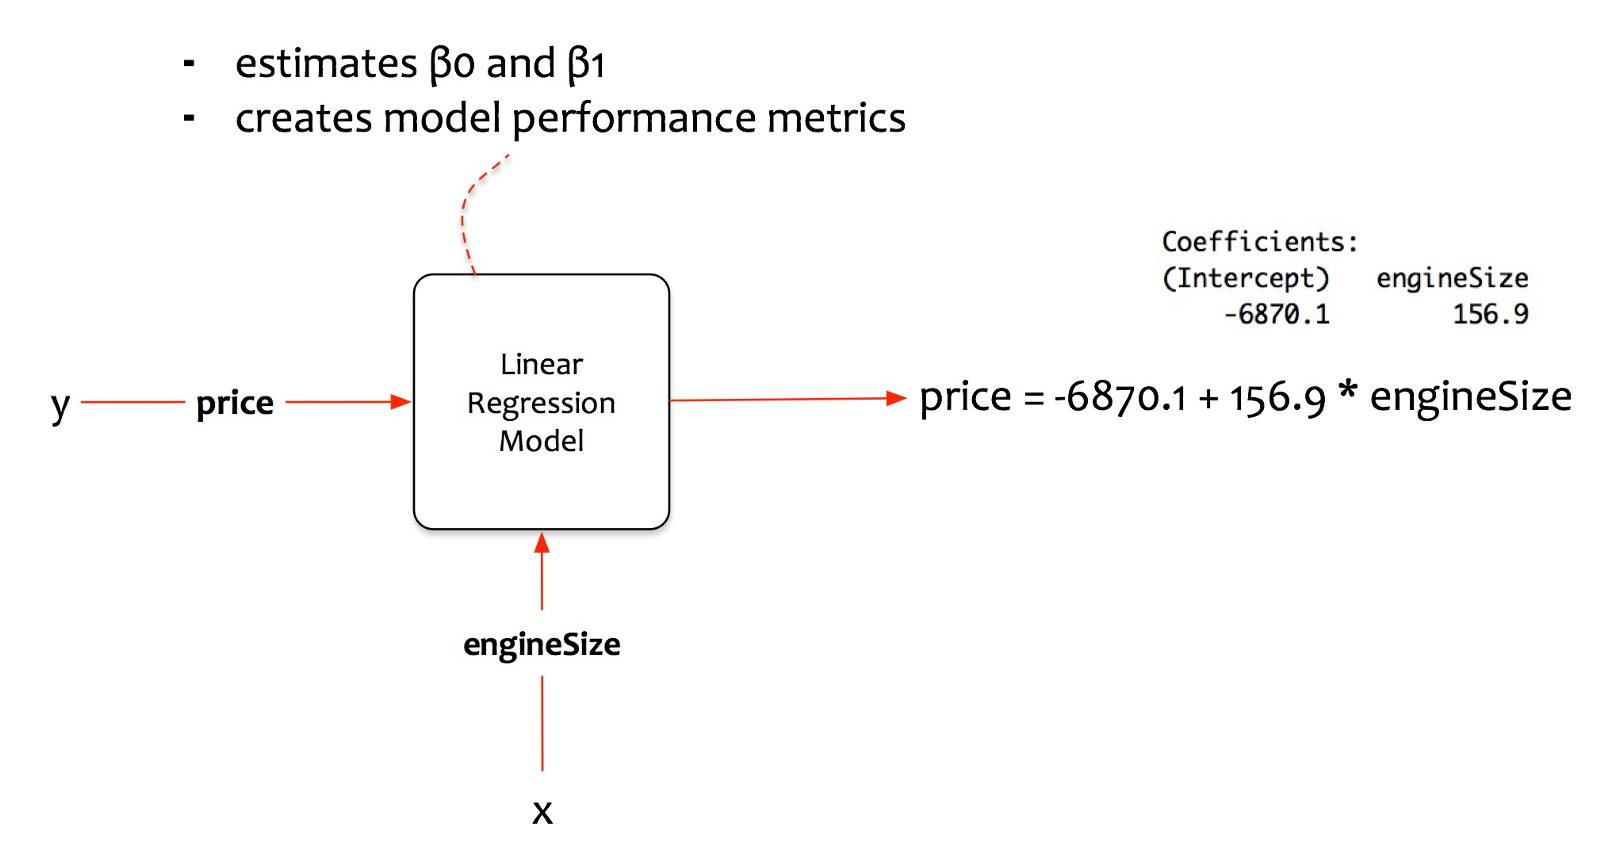 - estimates β0 and β1
- creates model performance metrics
Coefficients:
(Intercept) engineSize
-6870.1 156.9
Linear
Regression
Model
y price
price = -6870.1 + 156.9 * engineSize
engineSize
x